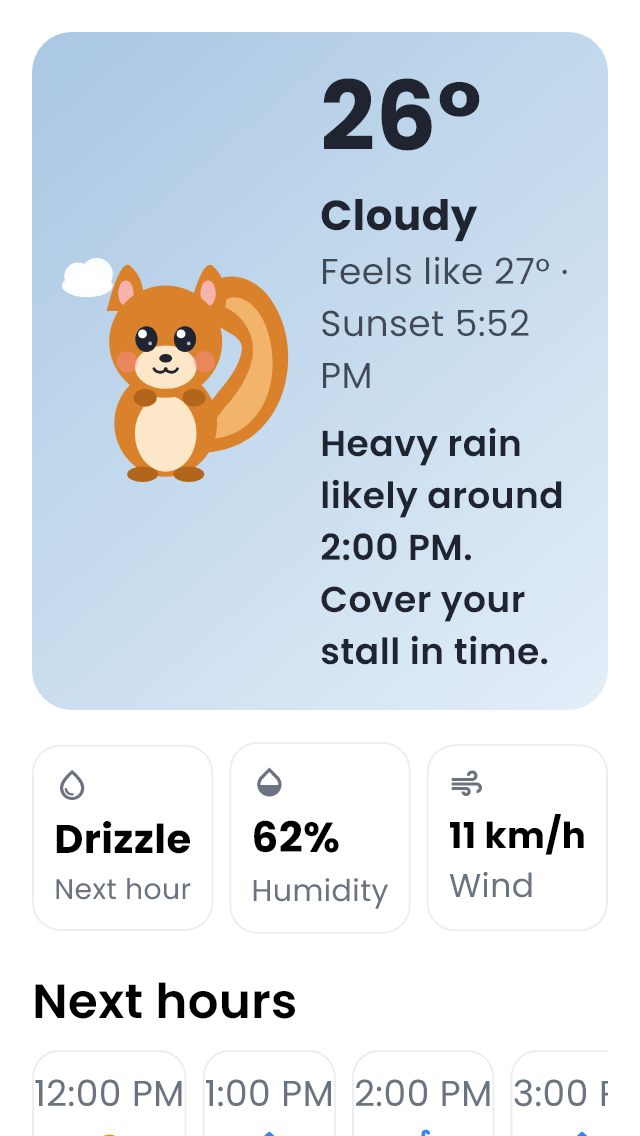 26°
Cloudy
Feels like 27° ·
Sunset 5:52
PM
Heavy rain
likely around
2:00 PM.
Cover your
stall in time.
Drizzle
Next hour
62%
Humidity
11 km/h
Wind
Next hours
12:00 PM
1:00 PM
2:00 PM
3:00